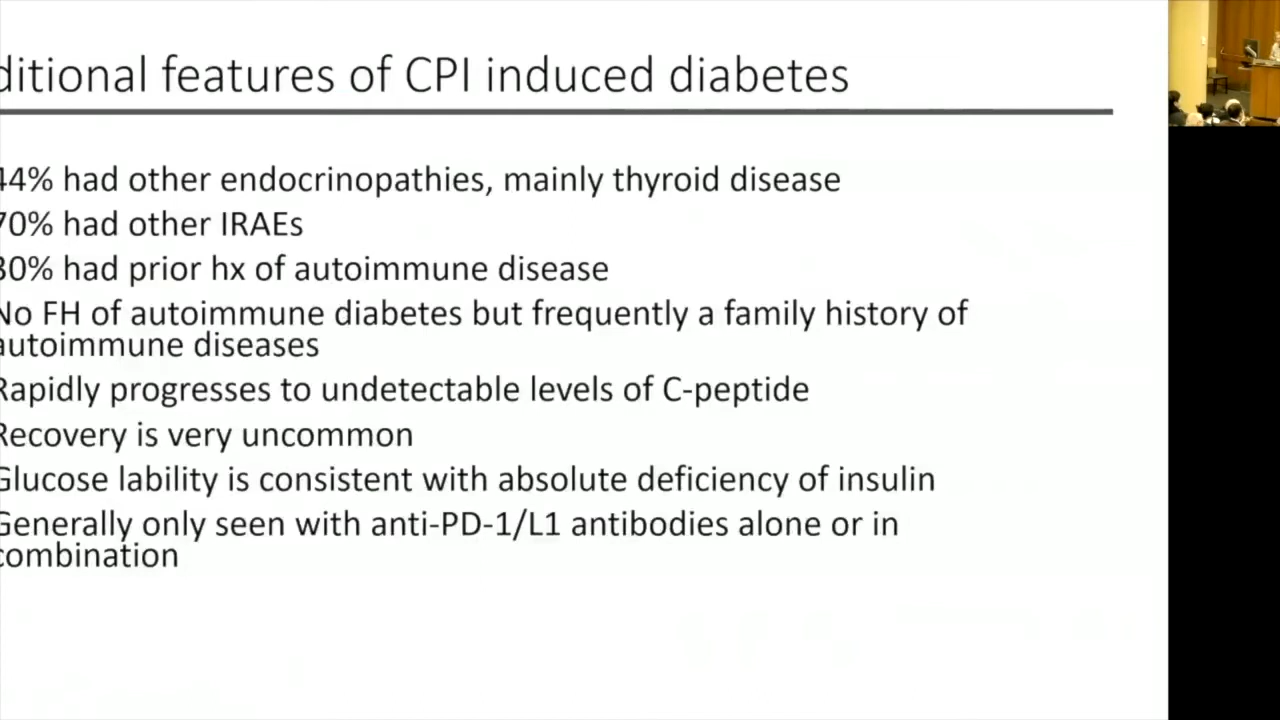 ditional features of CPI induced diabetes
44% had other endocrinopathies, mainly thyroid disease
70% had other IRAEs
30% had prior hx of autoimmune disease
No FH of autoimmune diabetes but frequently a family history of
autoimmune diseases
Rapidly progresses to undetectable levels of C-peptide
Recovery is very uncommon
Glucose lability is consistent with absolute deficiency of insulin
Generally only seen with anti-PD-1/L1 antibodies alone or in
combination